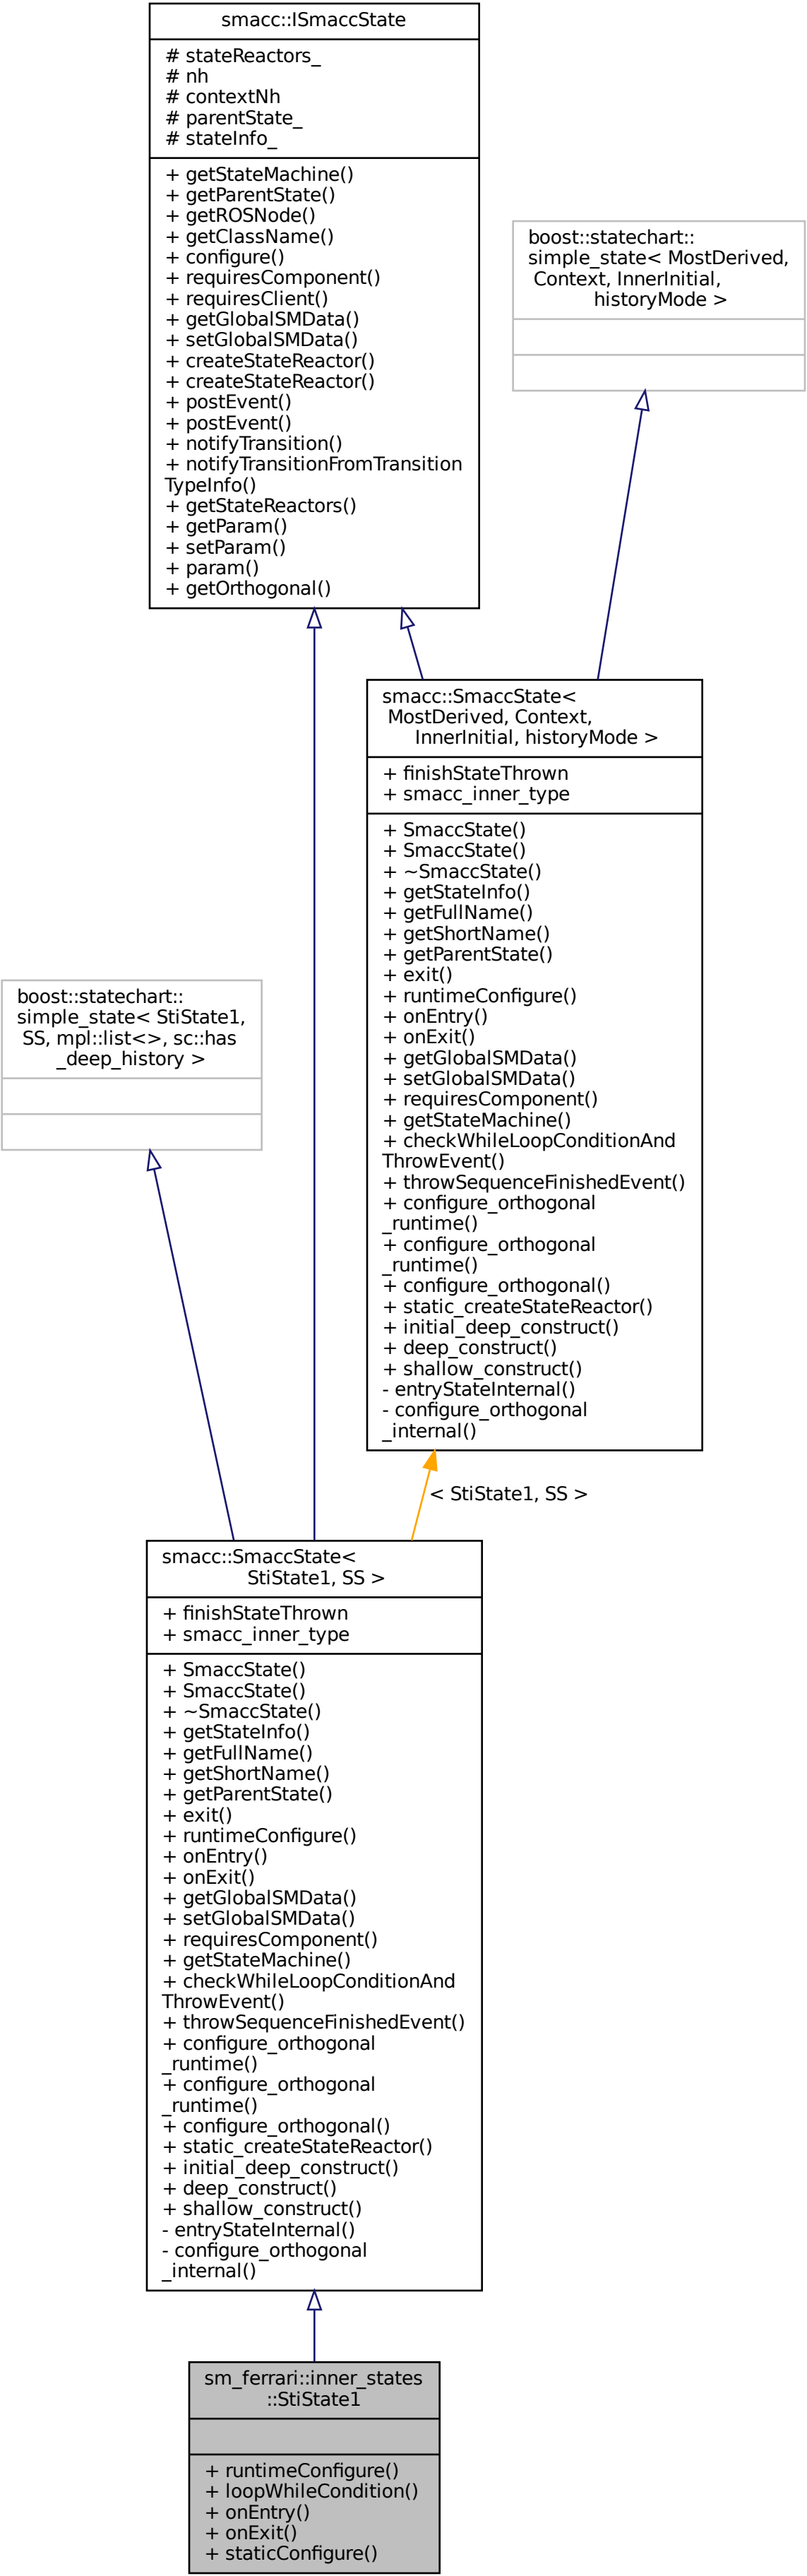 smacc::ISmaccState
# stateReactors_
# nh
# contextNh
# parentState_
# stateInfo_
+ getStateMachine()
+ getParentState()
+ getROSNode()
+ getClassName()
+ configure()
+ requiresComponent()
+ requiresClient()
+ getGlobalSMData()
+ setGlobalSMData()
+ createStateReactor()
+ createStateReactor()
+ postEvent()
+ postEvent()
+ notifyTransition()
+ notifyTransitionFromTransition
TypeInfo()
+ getStateReactors()
+ getParam()
+ setParam()
+ param()
+ getOrthogonal()
boost::statechart::
simple_state< MostDerived,
Context, InnerInitial,
historyMode >
smacc::SmaccState<
MostDerived, Context,
InnerInitial, historyMode >
+ finishStateThrown
+ smacc_inner_type
+ SmaccState()
+ SmaccState()
+ ~SmaccState()
+ getStateInfo()
+ getFullName()
+ getShortName()
+ getParentState()
+ exit()
+ runtimeConfigure()
+ onEntry()
+ onExit()
+ getGlobalSMData()
+ setGlobalSMData()
+ requiresComponent()
+ getStateMachine()
+ checkWhileLoopConditionAnd
ThrowEvent()
+ throwSequenceFinishedEvent()
+ configure_orthogonal
_runtime()
+ configure_orthogonal
_runtime()
+ configure_orthogonal()
+ static_createStateReactor()
+ initial_deep_construct()
+ deep_construct()
+ shallow_construct()
- entryStateInternal()
- configure_orthogonal
_internal()
boost::statechart::
simple_state< StiState1,
SS, mpl::list<>, sc::has
_deep_history >
< StiState1, SS >
smacc::SmaccState<
StiState1, SS >
+ finishStateThrown
+ smacc_inner_type
+ SmaccState()
+ SmaccState()
+ ~SmaccState()
+ getStateInfo()
+ getFullName()
+ getShortName()
+ getParentState()
+ exit()
+ runtimeConfigure()
+ onEntry()
+ onExit()
+ getGlobalSMData()
+ setGlobalSMData()
+ requiresComponent()
+ getStateMachine()
+ checkWhileLoopConditionAnd
ThrowEvent()
+ throwSequenceFinishedEvent()
+ configure_orthogonal
_runtime()
+ configure_orthogonal
_runtime()
+ configure_orthogonal()
+ static_createStateReactor()
+ initial_deep_construct()
+ deep_construct()
+ shallow_construct()
- entryStateInternal()
- configure_orthogonal
_internal()
sm_ferrari::inner_states
::StiState1
+ runtimeConfigure()
+ loopWhileCondition()
+ onEntry()
+ onExit()
+ staticConfigure()